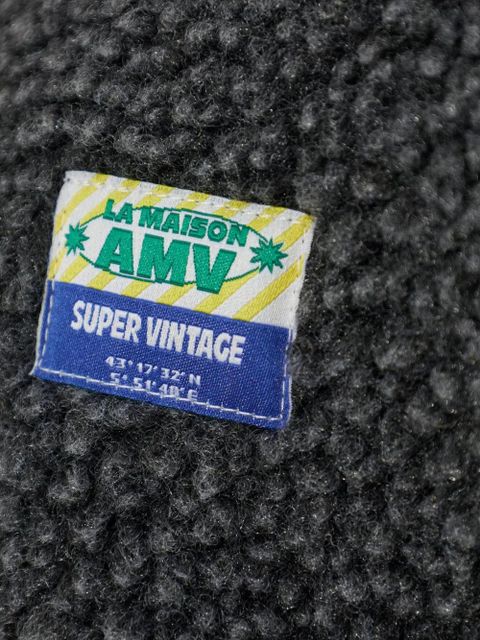 LA MAISON
AMV
SUPER VINTAGE
43°17'32" N
5°51'48" E